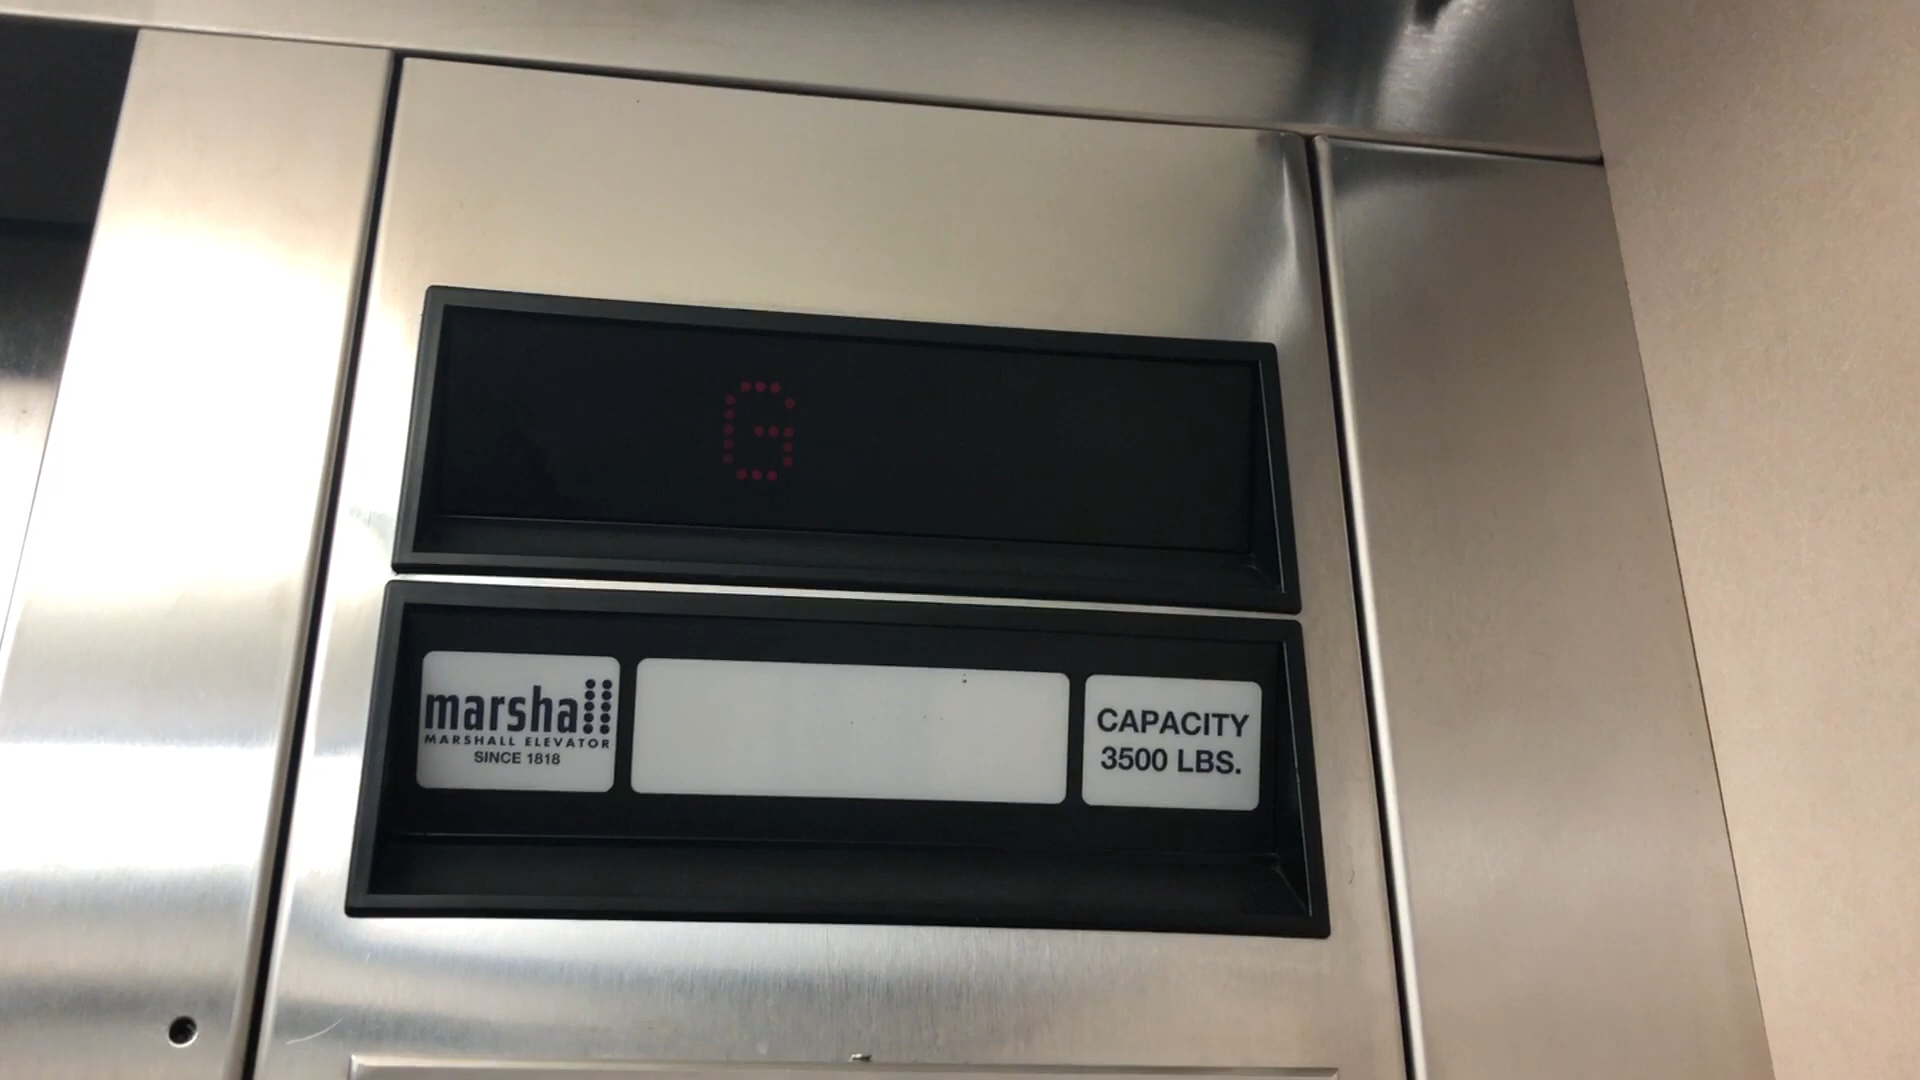 G
marshall
MARSHALL ELEVATOR
SINCE 1818
CAPACITY
3500 LBS.